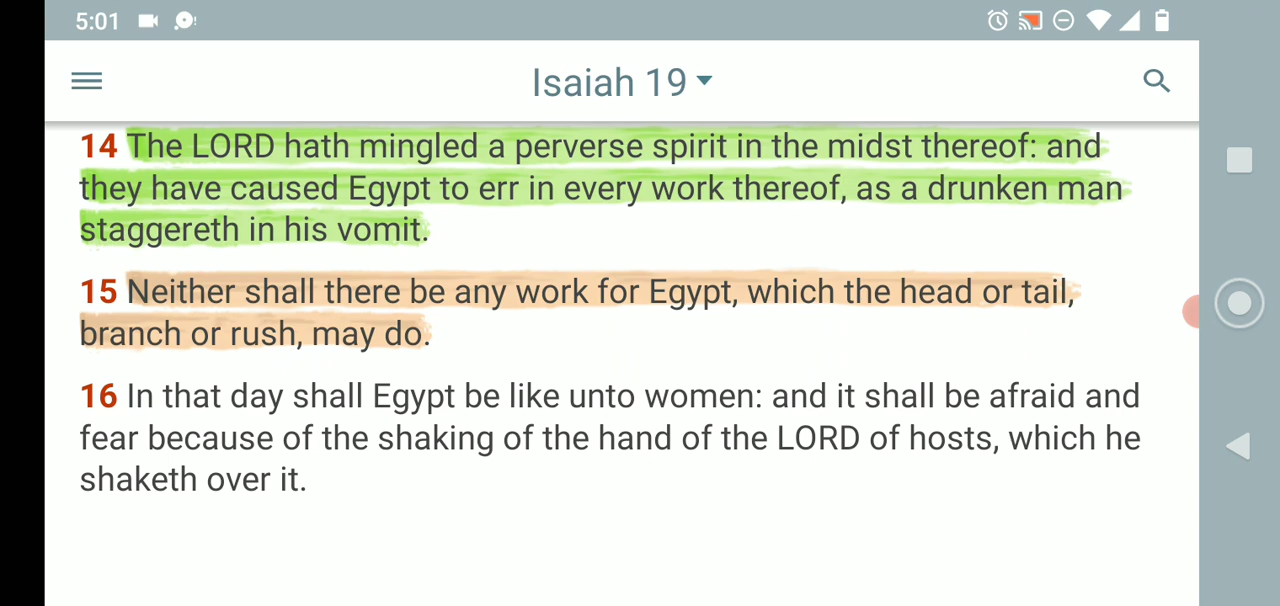 5:01
Isaiah 19
14 The LORD hath mingled a perverse spirit in the midst thereof: and
they have caused Egypt to err in every work thereof, as a drunken man
staggereth in his vomit.
15 Neither shall there be any work for Egypt, which the head or tail,
branch or rush, may do.
16 In that day shall Egypt be like unto women: and it shall be afraid and
fear because of the shaking of the hand of the LORD of hosts, which he
shaketh over it.